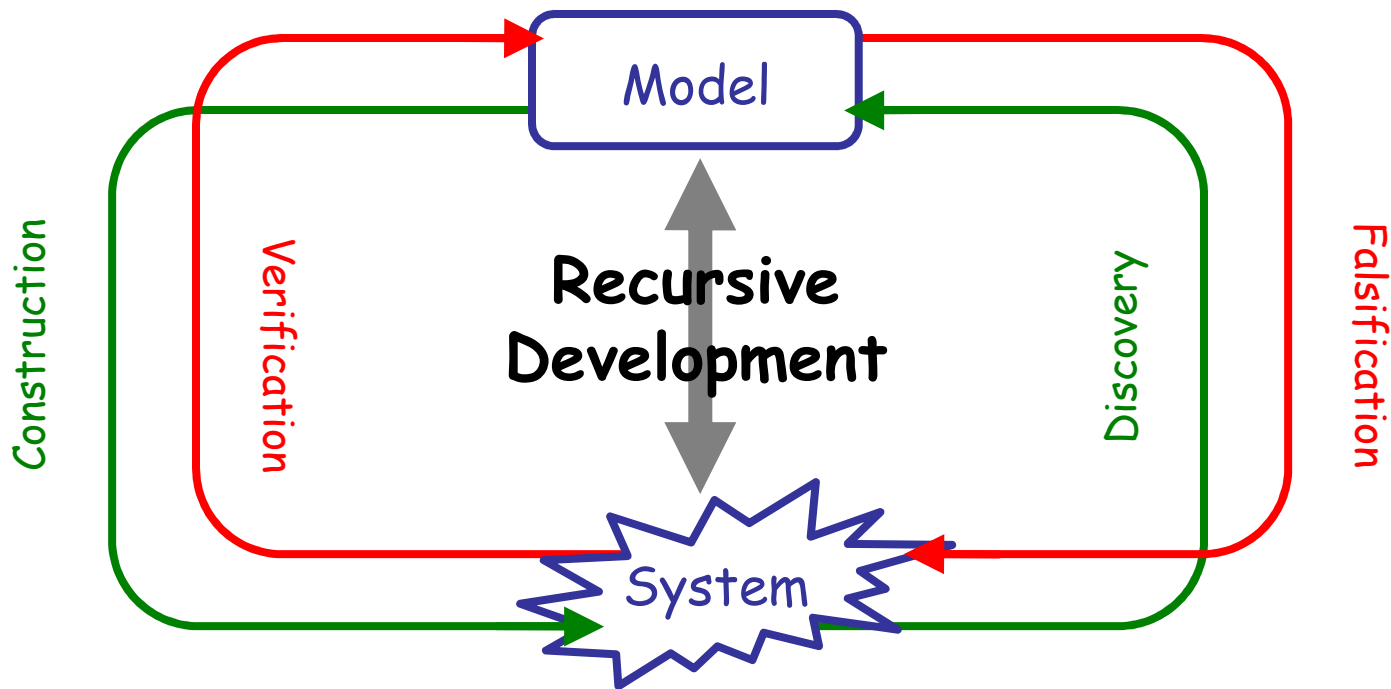 Model
Construction
Verification
Recursive
Development
Discovery
Falsification
System